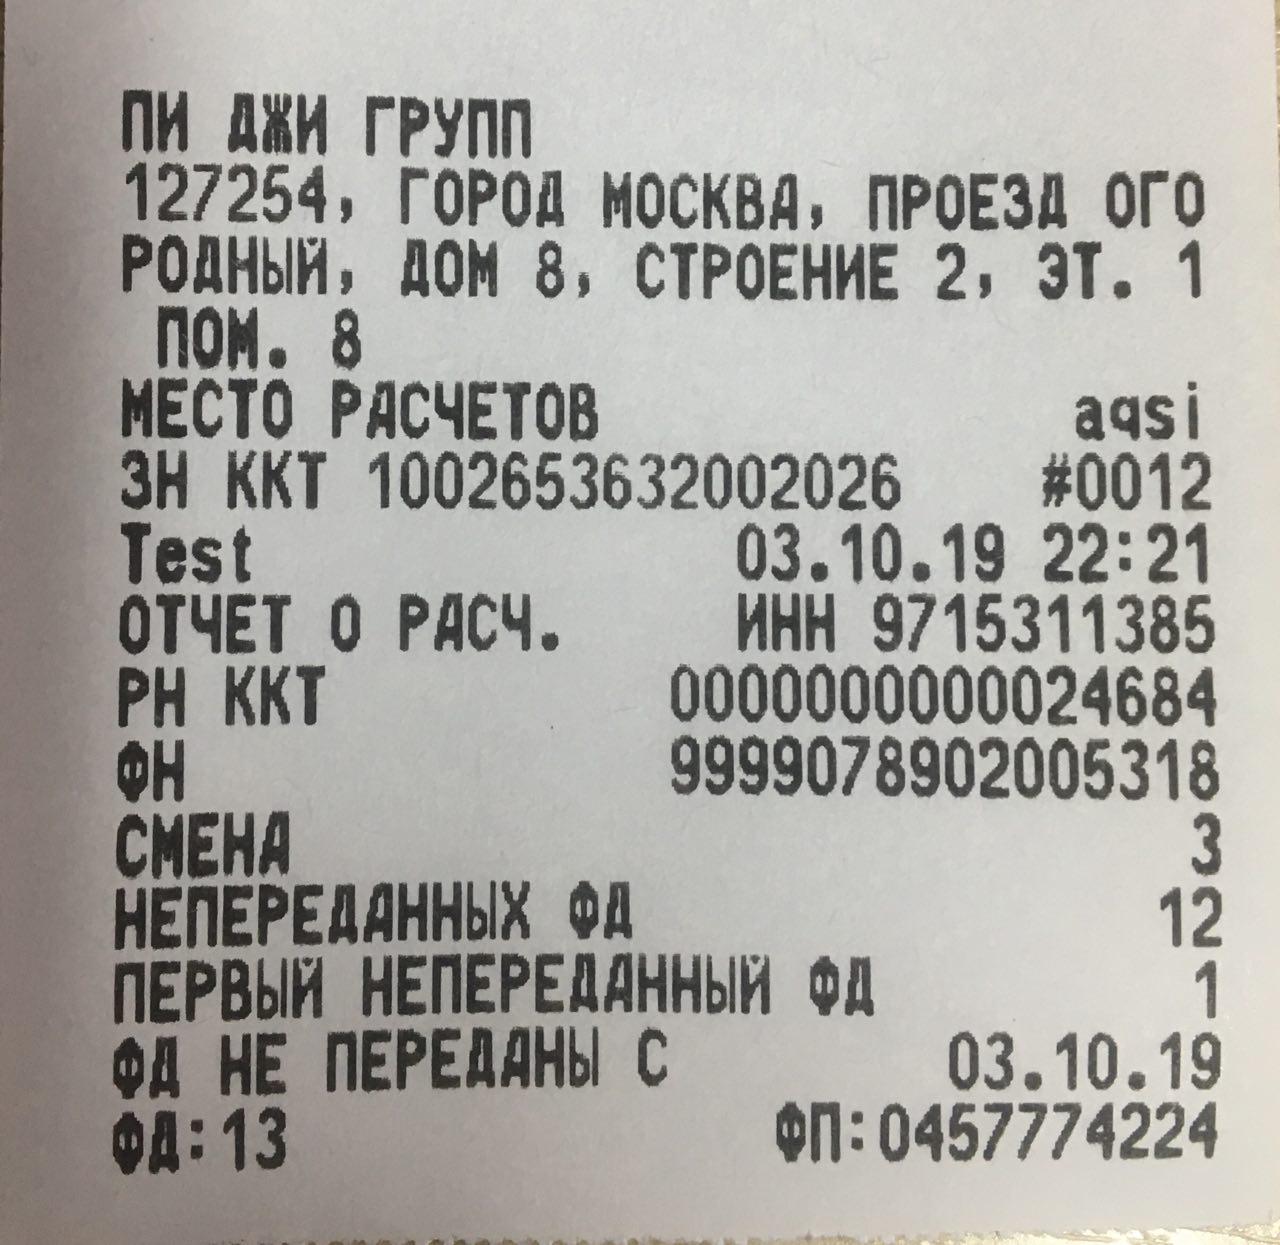 ПИ ДЖИ ГРУПП
127254, ГОРОД МОСКВА, ПРОЕЗД ОГО
РОДНЫЙ, ДОМ 8, СТРОЕНИЕ 2, ЭТ. 1
ПОМ. 8
МЕСТО РАСЧЕТОВ aqsi
ЗН ККТ 1002653632002026 #0012
Test 03.10.19 22:21
ОТЧЕТ О РАСЧ. ИНН 9715311385
РН ККТ 0000000000024684
ФН 9999078902005318
СМЕНА 3
НЕПЕРЕДАННЫХ ФД 12
ПЕРВЫЙ НЕПЕРЕДАННЫЙ ФД 1
ФД НЕ ПЕРЕДАНЫ С 03.10.19
ФД:13 ФП:0457774224